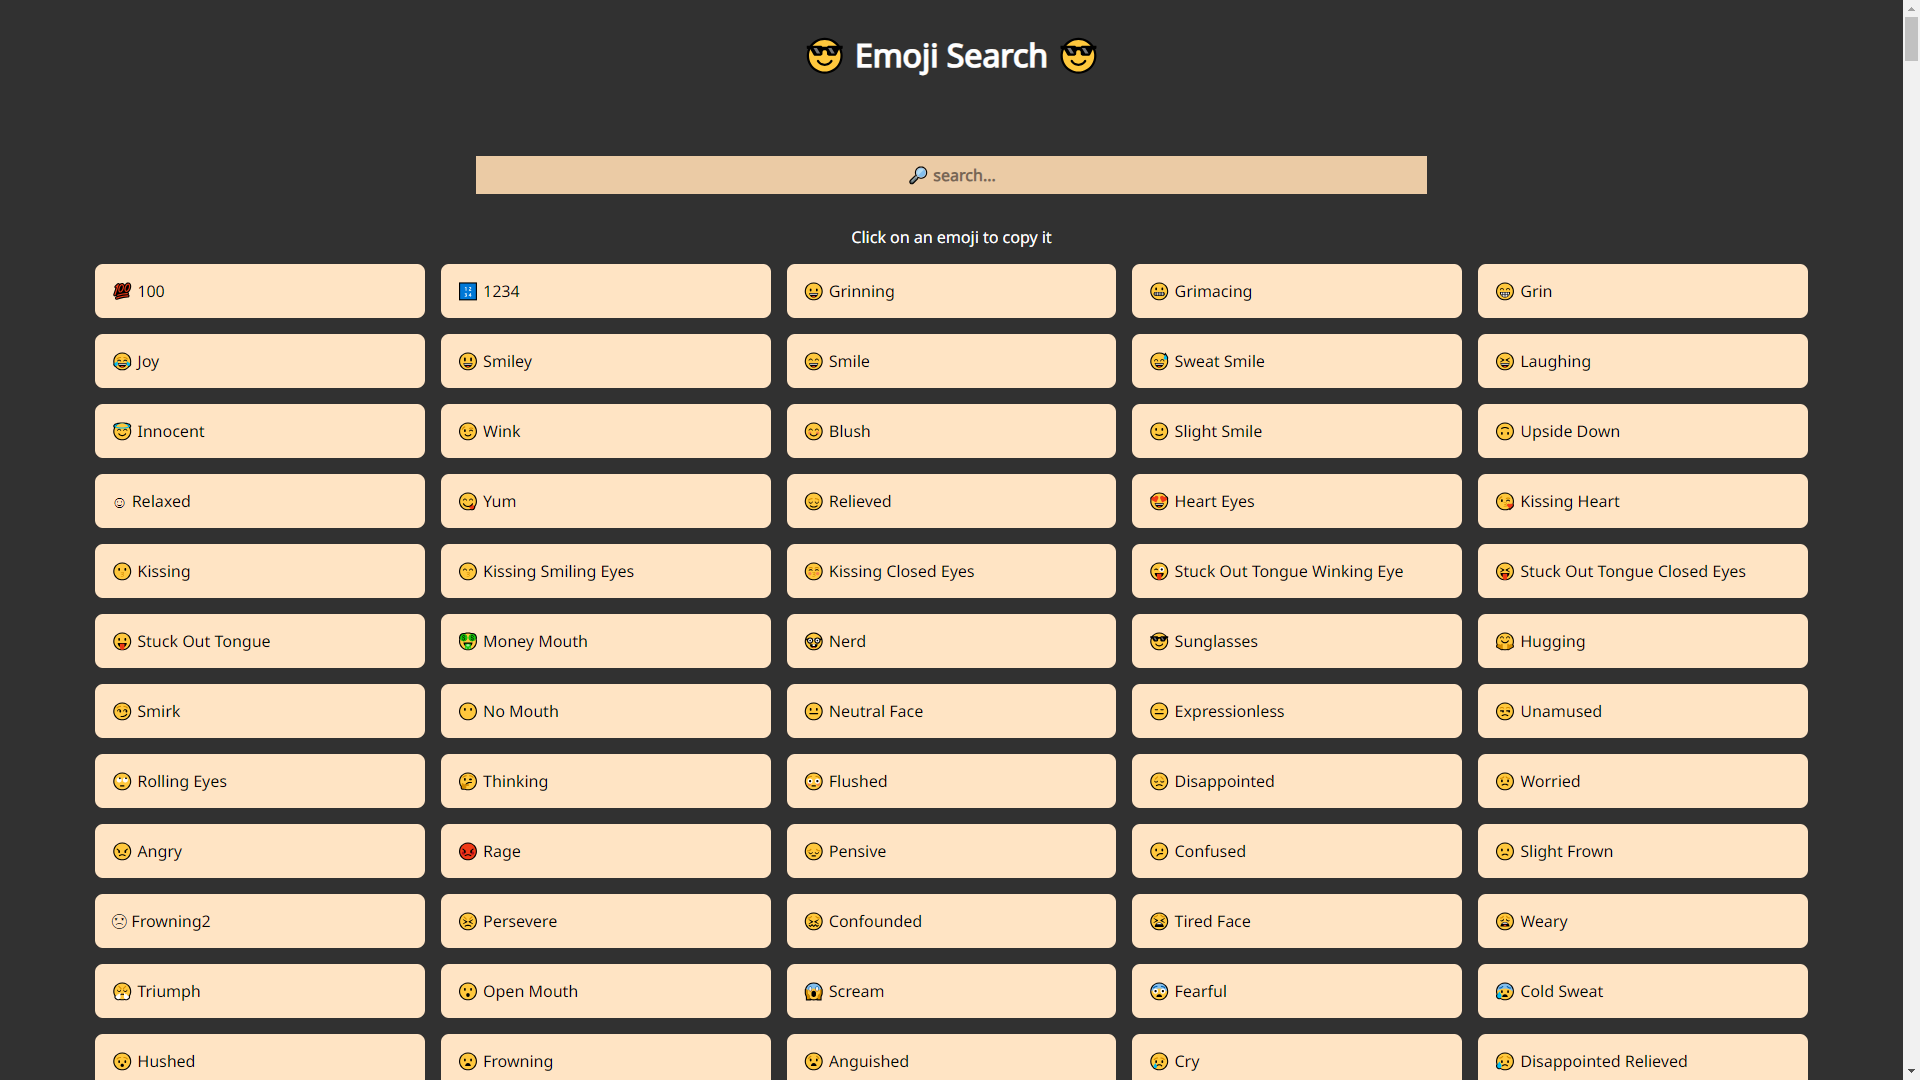 😎 Emoji Search 😎
🔎 search...
Click on an emoji to copy it
💯 100
🔢 1234
😀 Grinning
😬 Grimacing
😁 Grin
😂 Joy
😃 Smiley
😄 Smile
😅 Sweat Smile
😆 Laughing
😇 Innocent
😉 Wink
😊 Blush
🙂 Slight Smile
🙃 Upside Down
☺ Relaxed
😋 Yum
😌 Relieved
😍 Heart Eyes
😘 Kissing Heart
😗 Kissing
😙 Kissing Smiling Eyes
😚 Kissing Closed Eyes
😜 Stuck Out Tongue Winking Eye
😝 Stuck Out Tongue Closed Eyes
😛 Stuck Out Tongue
🤑 Money Mouth
🤓 Nerd
😎 Sunglasses
🤗 Hugging
😏 Smirk
😶 No Mouth
😐 Neutral Face
😑 Expressionless
😒 Unamused
🙄 Rolling Eyes
🤔 Thinking
😳 Flushed
😞 Disappointed
😟 Worried
😠 Angry
😡 Rage
😔 Pensive
😕 Confused
🙁 Slight Frown
☹ Frowning2
😣 Persevere
😖 Confounded
😫 Tired Face
😩 Weary
😤 Triumph
😮 Open Mouth
😱 Scream
😨 Fearful
😰 Cold Sweat
😯 Hushed
😦 Frowning
😧 Anguished
😢 Cry
😥 Disappointed Relieved